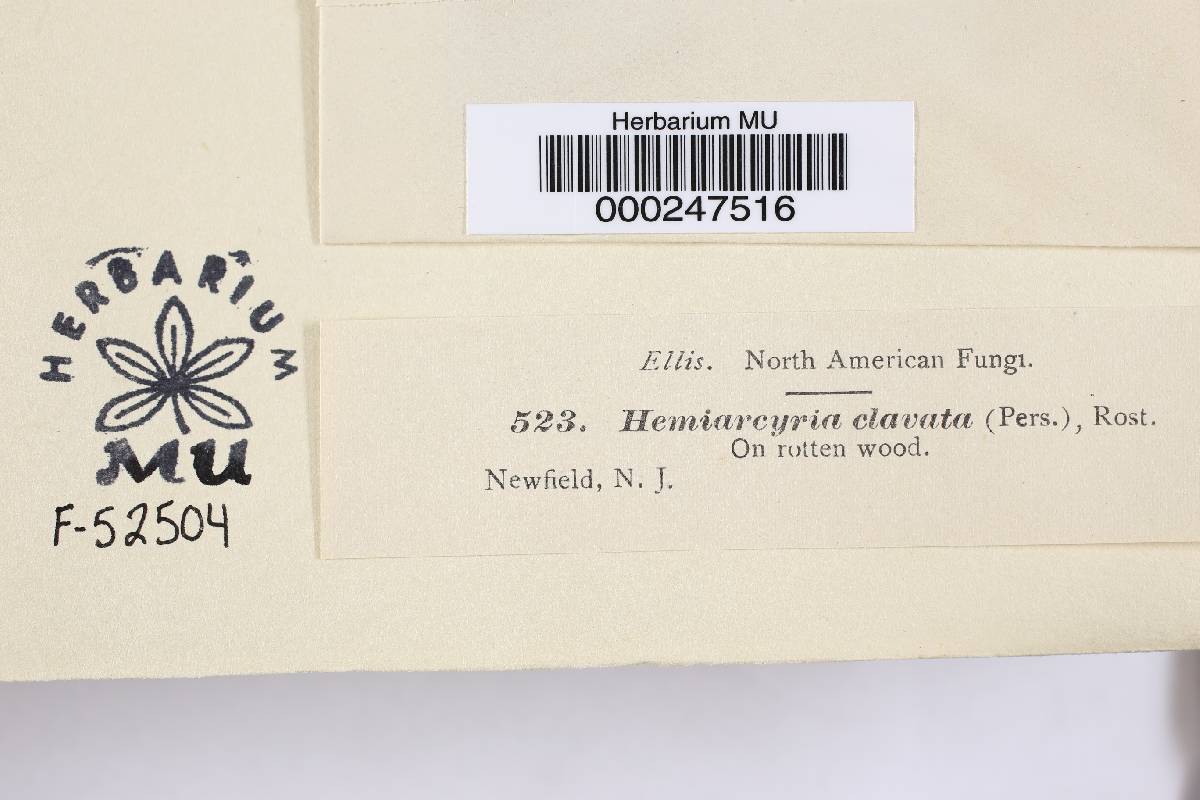 Herbarium MU
000247516
HERBARIUM
MU
F-52504
Ellis. North American Fungi.
523. Hemiarcyria clavata (Pers.), Rost.
On rotten wood.
Newfield, N. J.